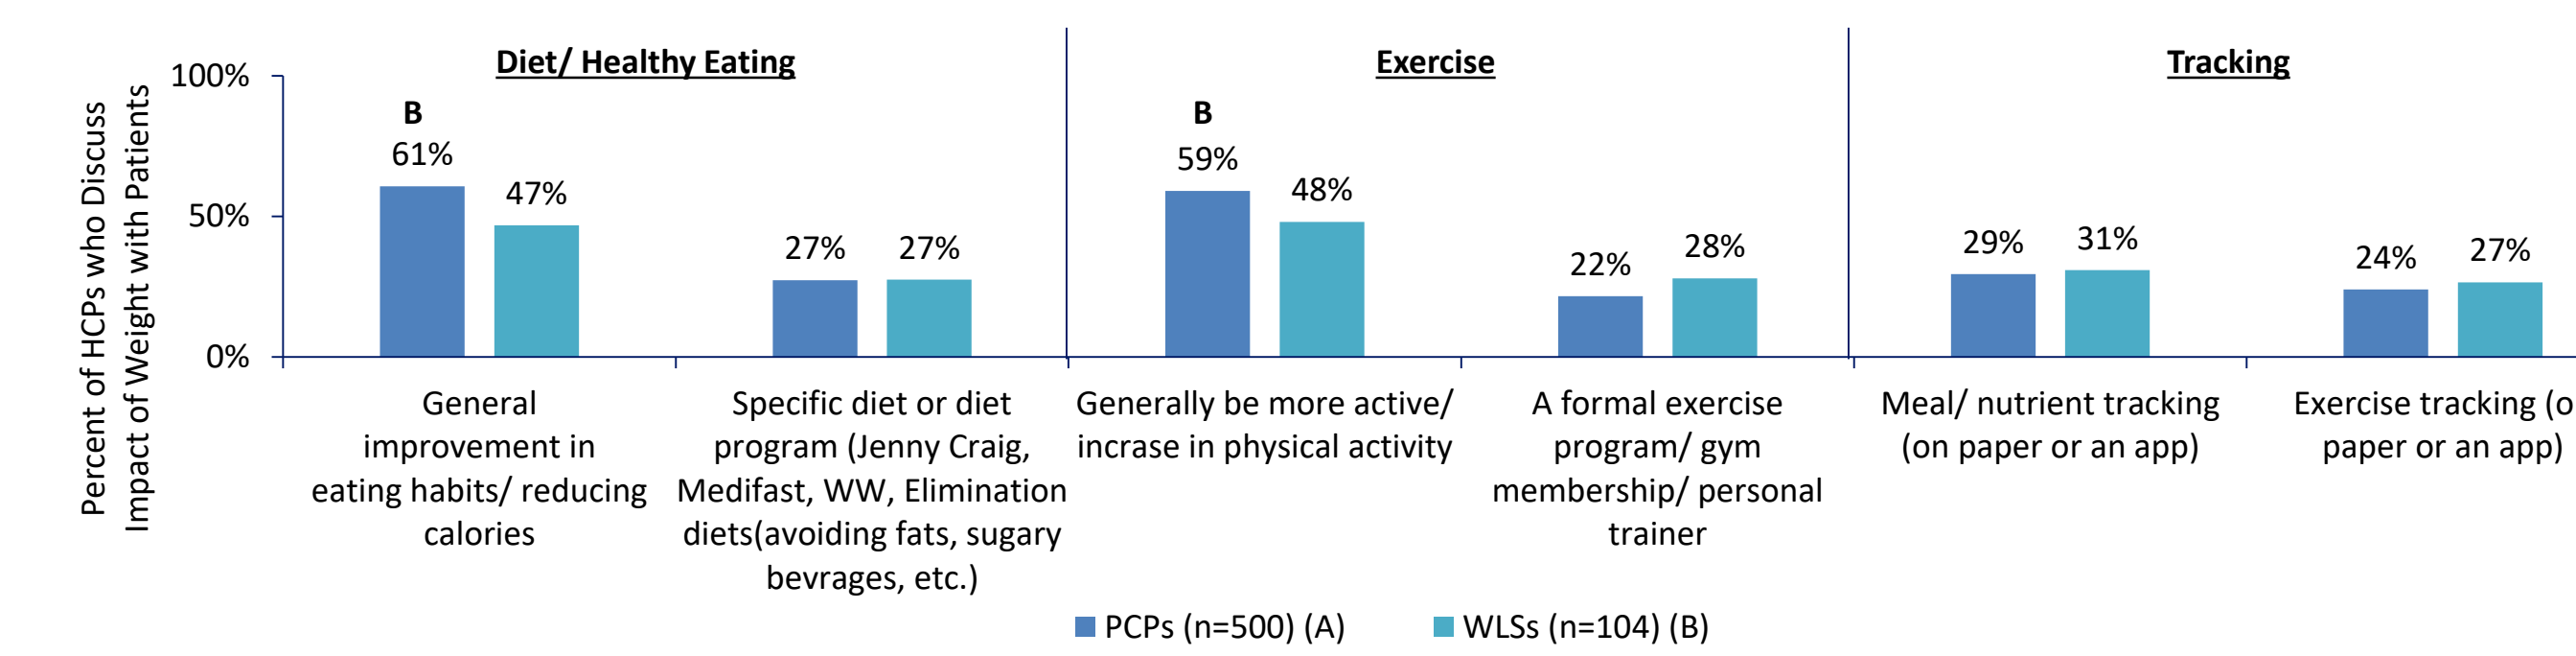 Diet/ Healthy Eating
Exercise
Tracking
Percent of HCPs who Discuss
Impact of Weight with Patients
100%
50%
0%
B
61%
47%
27%
27%
B
59%
48%
22%
28%
29%
31%
24%
27%
General
improvement in
eating habits/ reducing
calories
Specific diet or diet
program (Jenny Craig,
Medifast, WW, Elimination
diets(avoiding fats, sugary
bevrages, etc.)
Generally be more active/
incrase in physical activity
A formal exercise
program/ gym
membership/ personal
trainer
Meal/ nutrient tracking
(on paper or an app)
Exercise tracking
paper or an app)
PCPs (n=500) (A)
WLSs (n=104) (B)